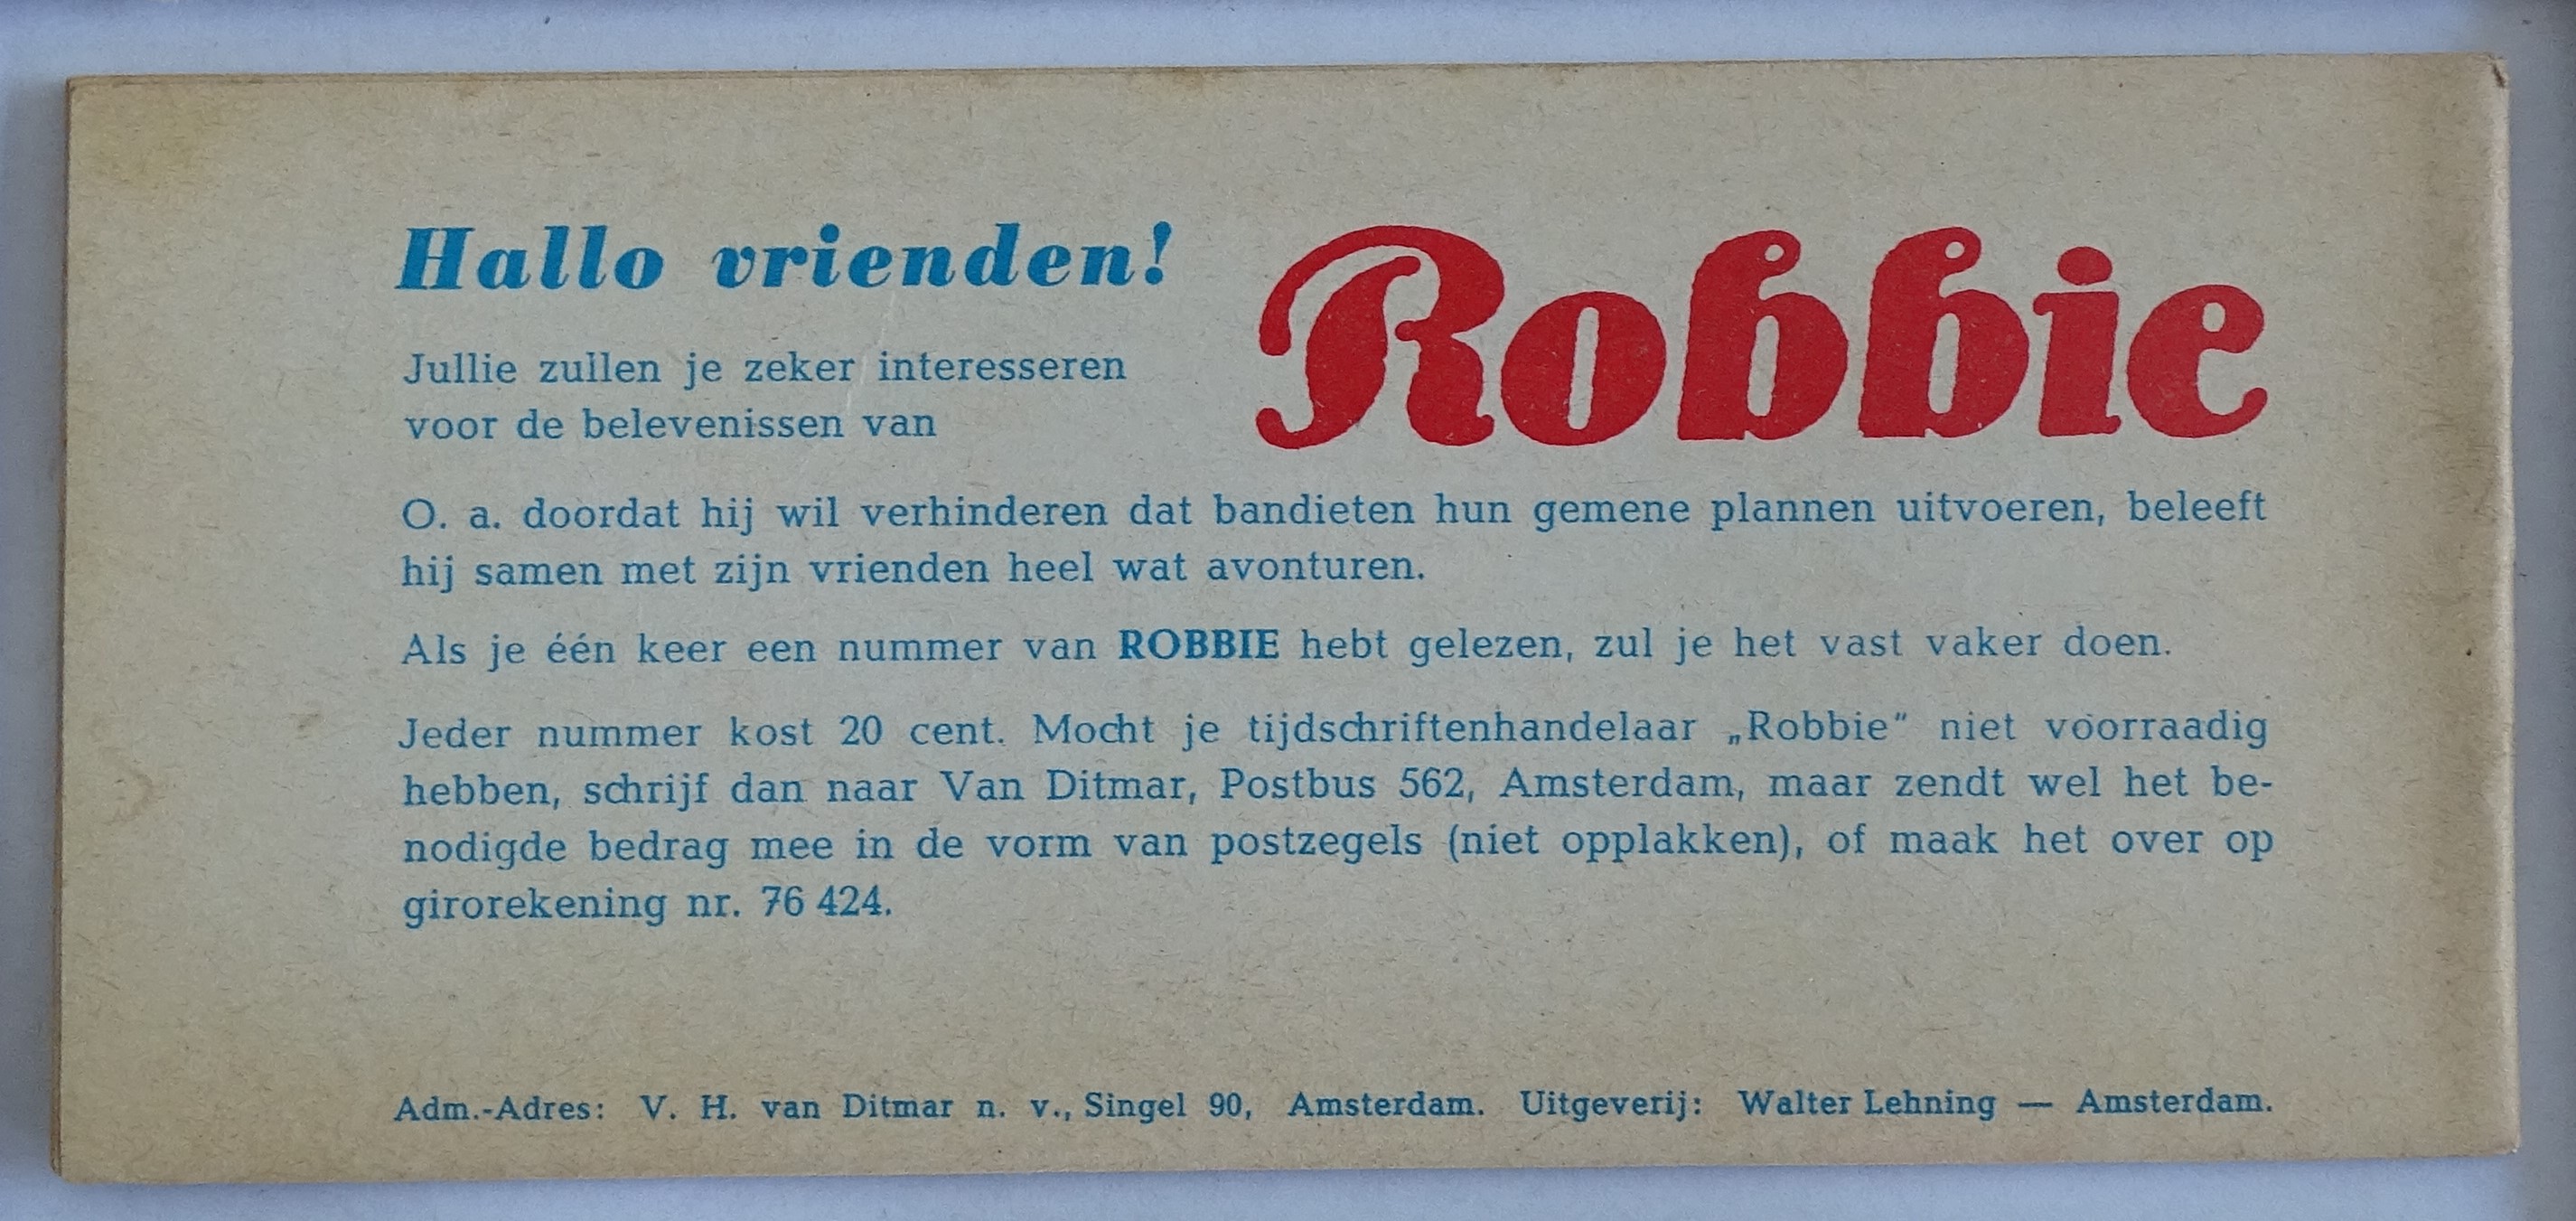 Hallo vrienden!
Jullie zullen je zeker interesseren
voor de belevenissen van
Robbie
O. a. doordat hij wil verhinderen dat bandieten hun gemene plannen uitvoeren, beleeft
hij samen met zijn vrienden heel wat avonturen.
Als je één keer een nummer van ROBBIE hebt gelezen, zul je het vast vaker doen.
Jeder nummer kost 20 cent. Mocht je tijdschriftenhandelaar „Robbie" niet voorraadig
hebben, schrijf dan naar Van Ditmar, Postbus 562, Amsterdam, maar zendt wel het be-
nodigde bedrag mee in de vorm van postzegels (niet opplakken), of maak het over op
girorekening nr. 76 424.
Adm.-Adres: V. H. van Ditmar n. v., Singel 90, Amsterdam. Uitgeverij: Walter Lehning — Amsterdam.